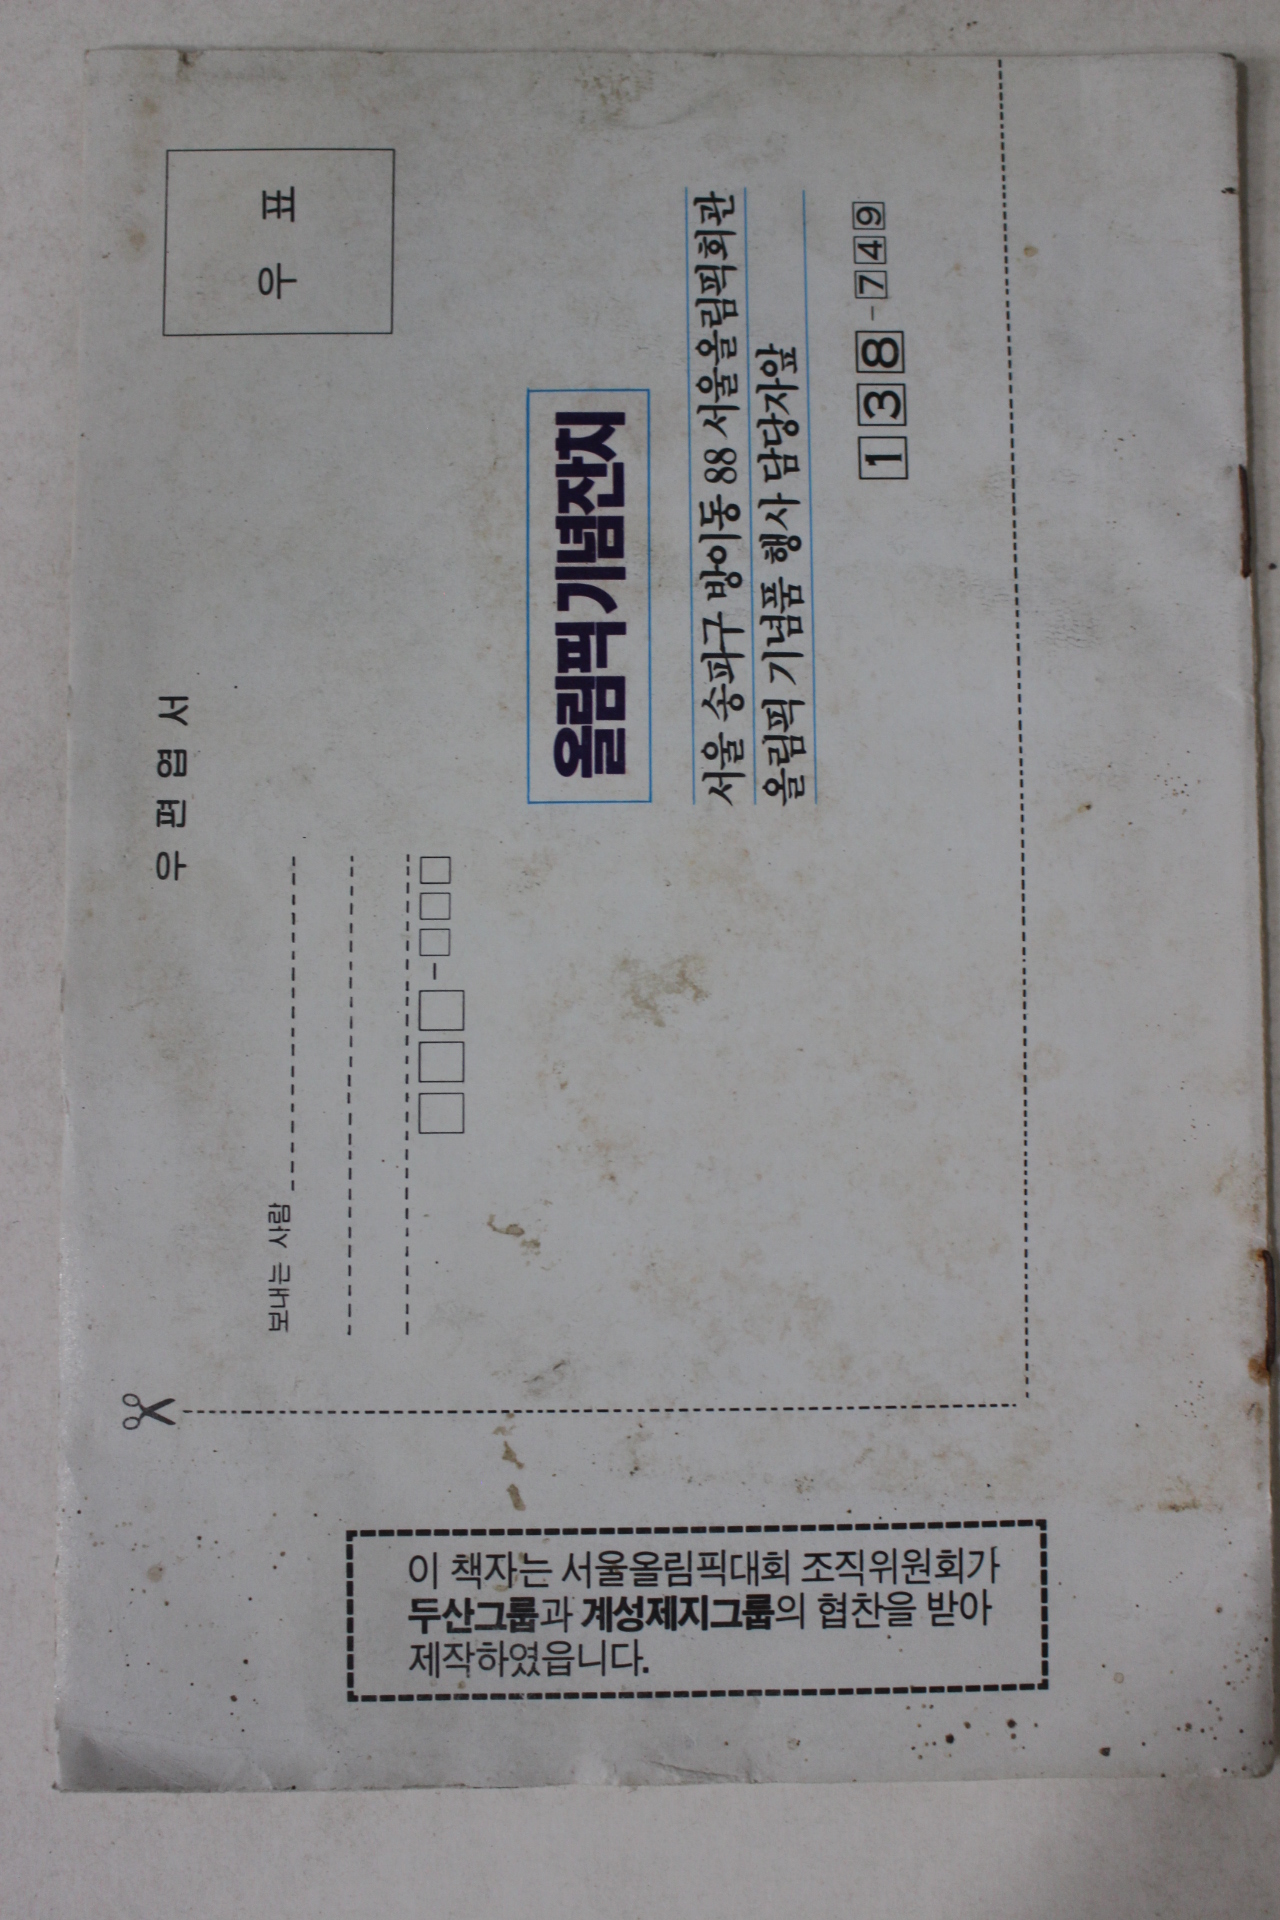 우편엽서
우 표
보내는 사람
올림픽 기념잔치
서울 송파구 방이동 88 서울올림픽회관
올림픽 기념품 행사 담당자앞
138-749
이 책자는 서울올림픽대회 조직위원회가
두산그룹과 계성제지그룹의 협찬을 받아
제작하였읍니다.